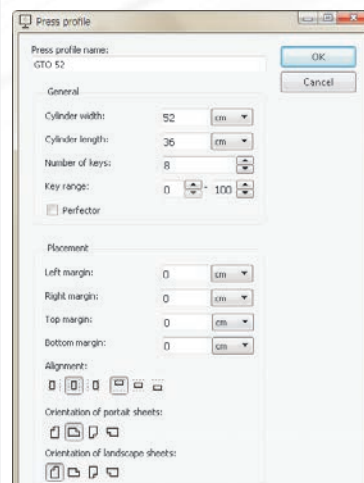 Press profile
Press profile name:
GTO 52
OK
Cancel
General
Cylinder width: 52 cm
Cylinder length: 36 cm
Number of keys: 8
Key range: 0 - 100
Perfector
Placement
Left margin: 0 cm
Right margin: 0 cm
Top margin: 0 cm
Bottom margin: 0 cm
Alignment:
Orientation of portait sheets:
Orientation of landscape sheets: